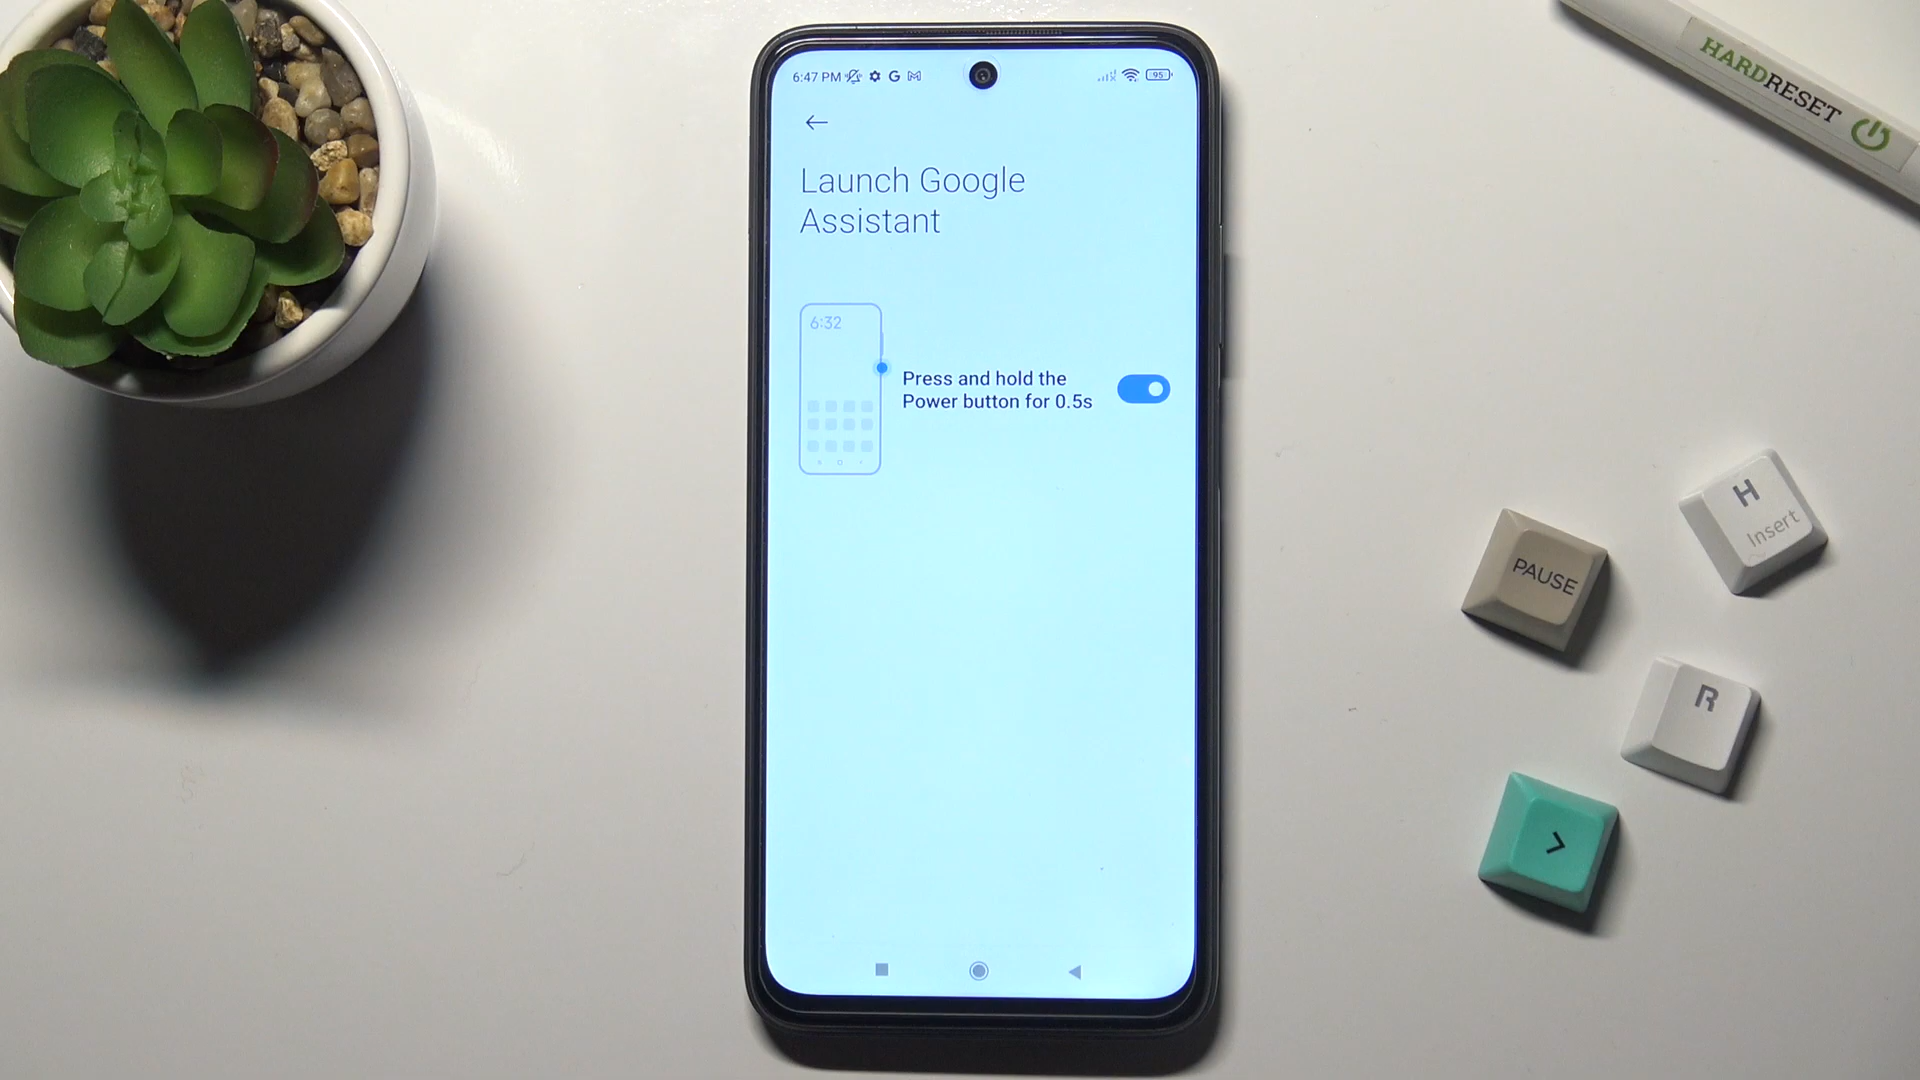 6:47 PM
95
Launch Google
Assistant
6:32
Press and hold the
Power button for 0.5s
HARDRESET
H
Insert
PAUSE
R
>